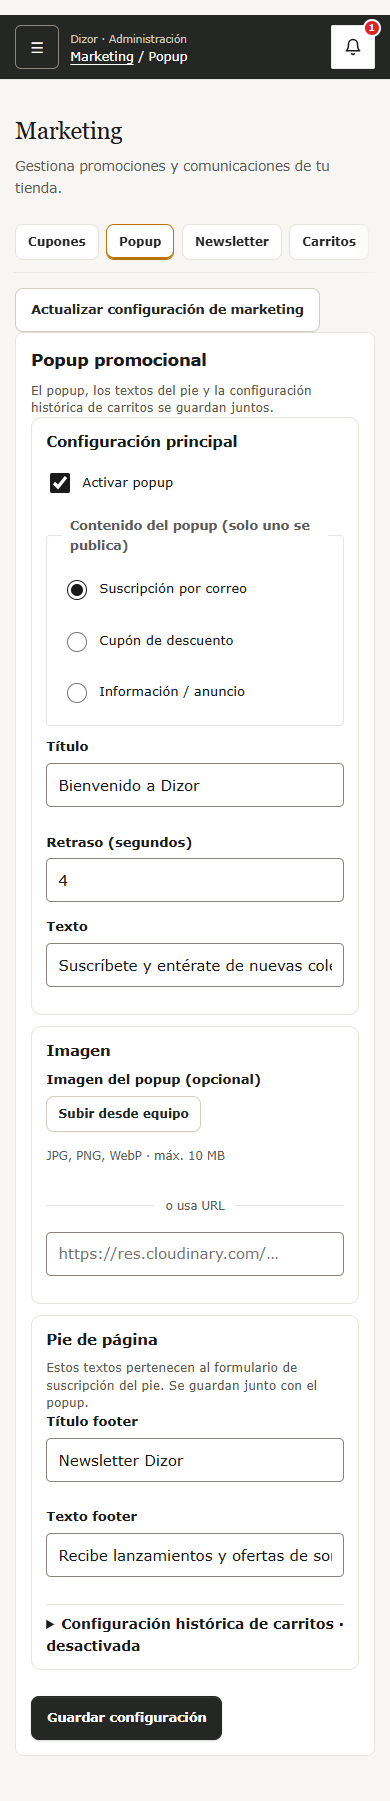 ☰
Dizor · Administración
Marketing / Popup
1
Marketing
Gestiona promociones y comunicaciones de tu
tienda.
Cupones
Popup
Newsletter
Carritos
Actualizar configuración de marketing
Popup promocional
El popup, los textos del pie y la configuración
histórica de carritos se guardan juntos.
Configuración principal
Activar popup
Contenido del popup (solo uno se
publica)
Suscripción por correo
Cupón de descuento
Información / anuncio
Título
Bienvenido a Dizor
Retraso (segundos)
4
Texto
Suscríbete y entérate de nuevas cole
Imagen
Imagen del popup (opcional)
Subir desde equipo
JPG, PNG, WebP · máx. 10 MB
o usa URL
https://res.cloudinary.com/...
Pie de página
Estos textos pertenecen al formulario de
suscripción del pie. Se guardan junto con el
popup.
Título footer
Newsletter Dizor
Texto footer
Recibe lanzamientos y ofertas de
▶ Configuración histórica de carritos ·
desactivada
Guardar configuración